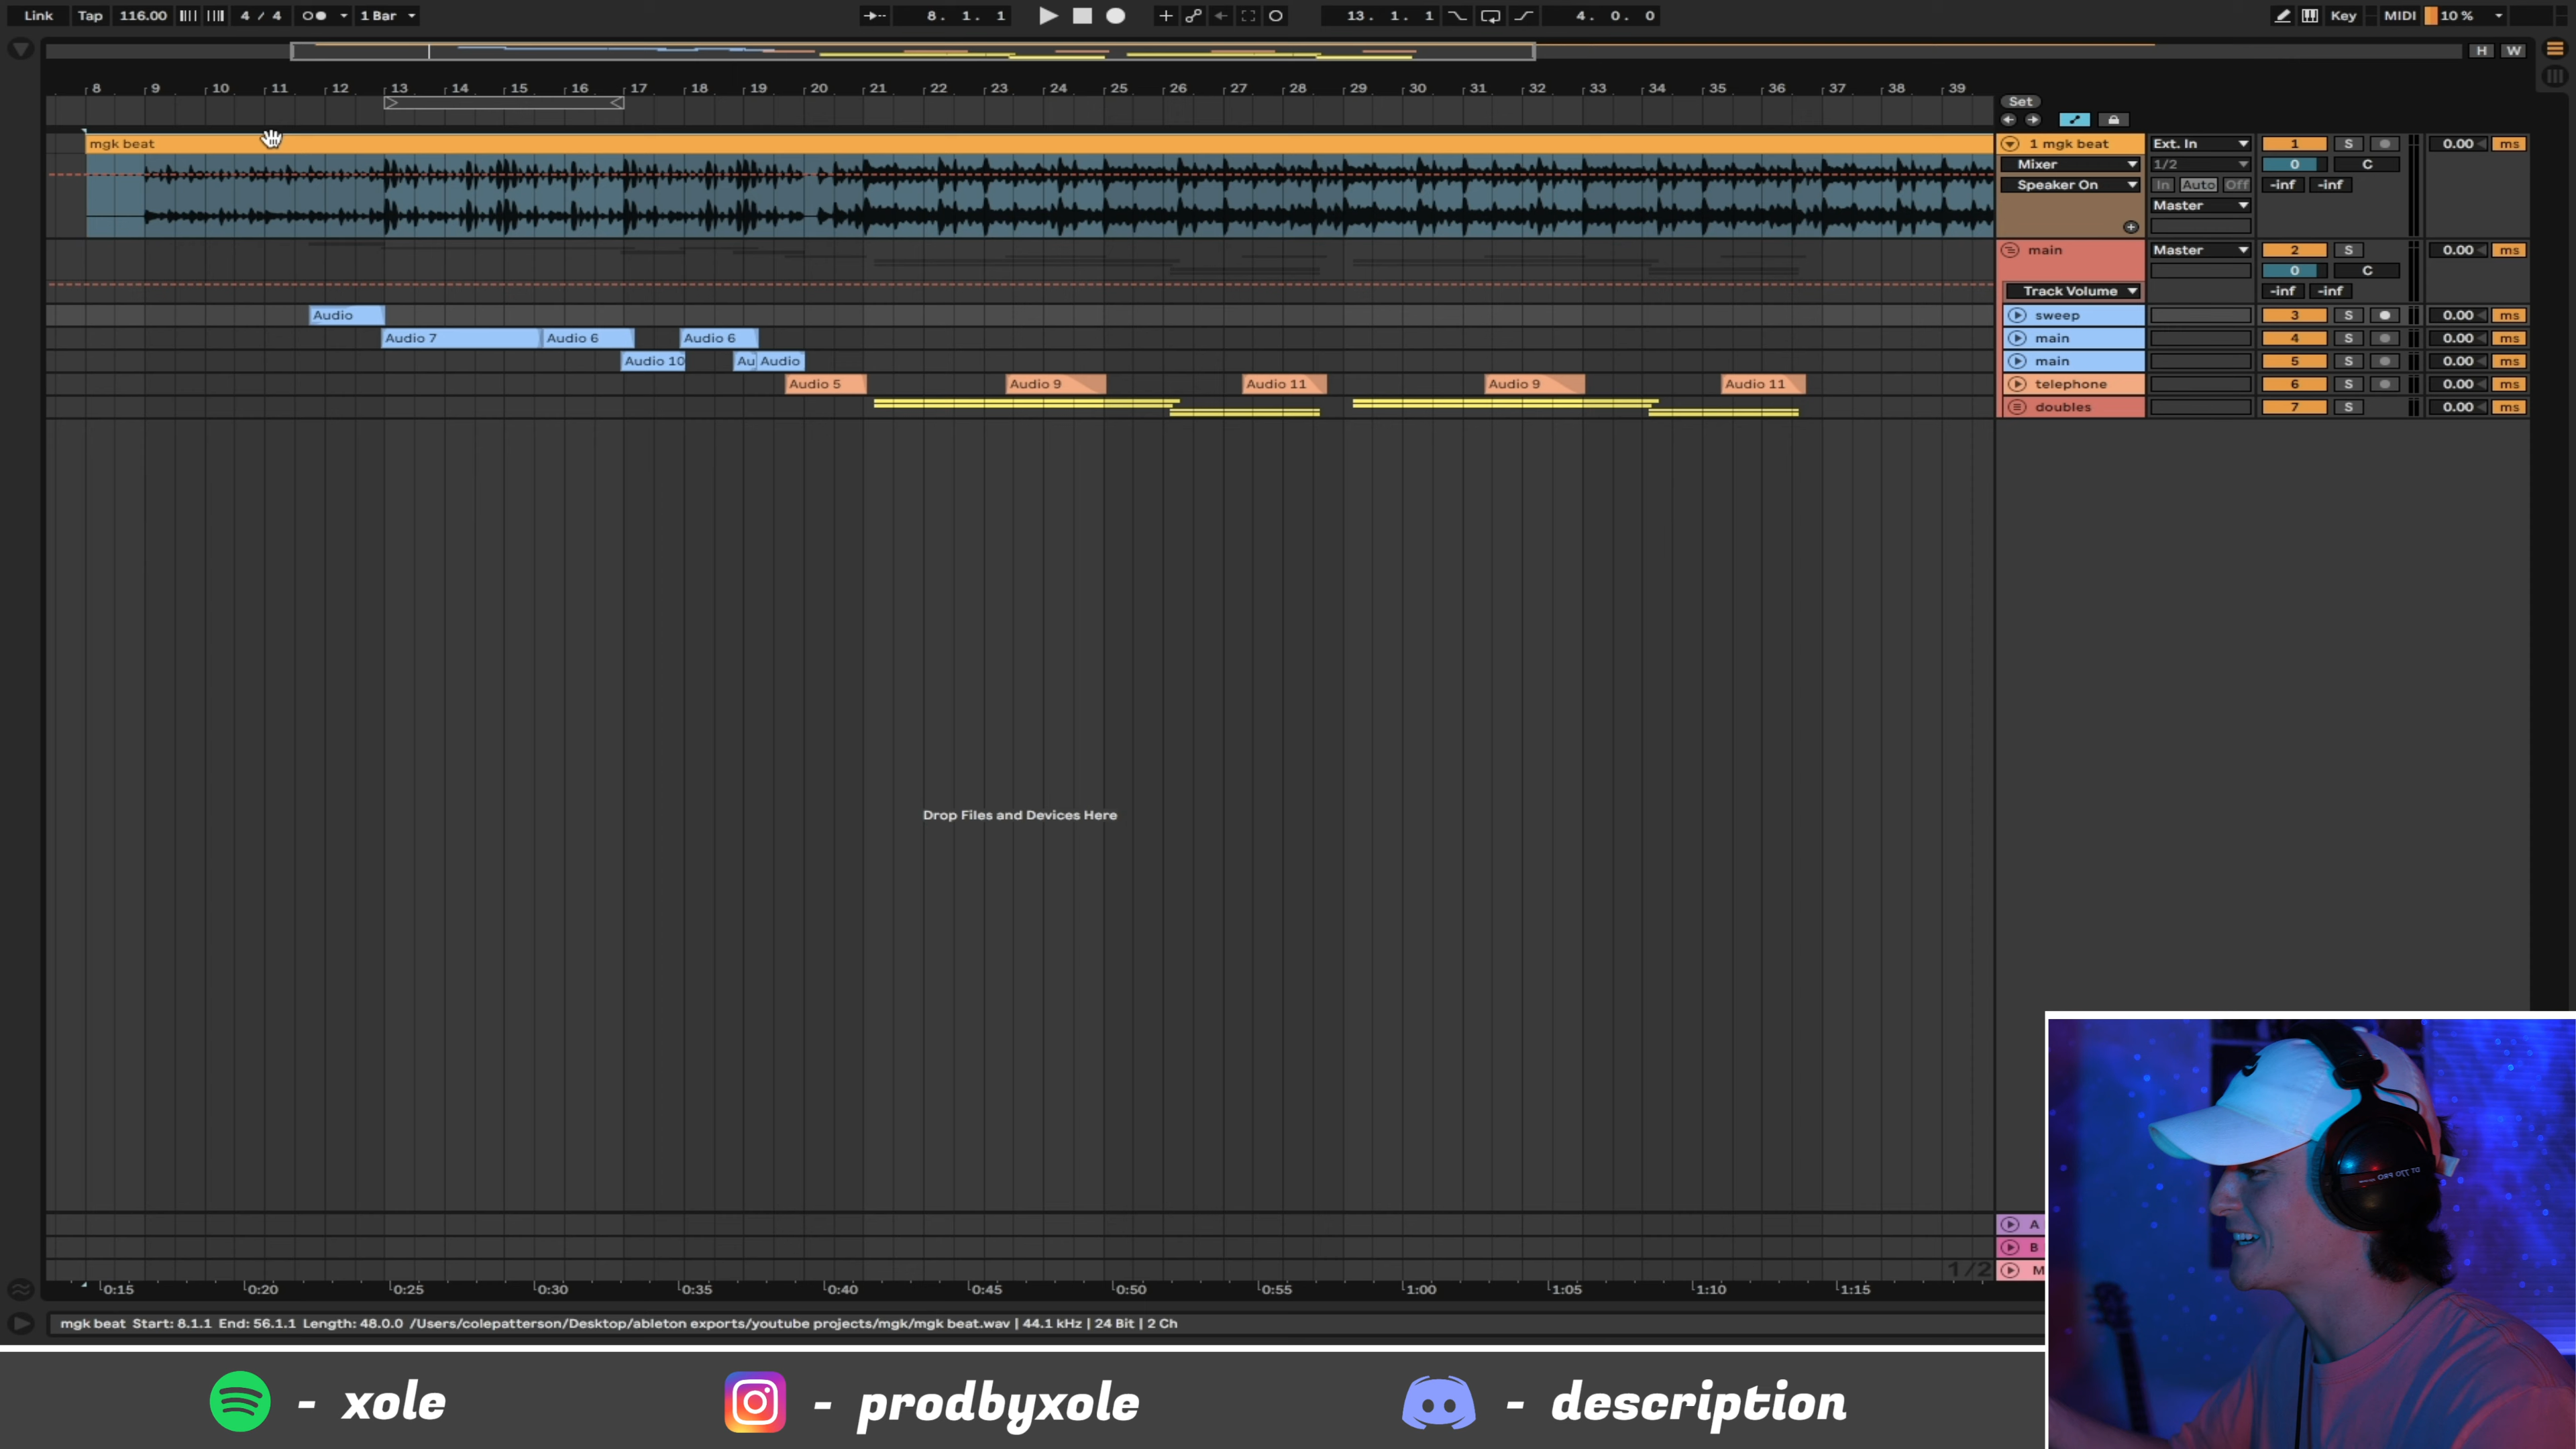 Link Tap 116.00 4 / 4 1 Bar 8. 1. 1 13. 1. 1 4. 0. 0 Key MIDI 10 %
H W
8 9 10 11 12 13 14 15 16 17 18 19 20 21 22 23 24 25 26 27 28 29 30 31 32 33 34 35 36 37 38 39
Set
mgk beat 1 mgk beat Ext. In 1 S 0.00 ms
Mixer 1/2 0 C
Speaker On In Auto Off -inf -inf
Master
main Master 2 S 0.00 ms
0 C
Track Volume -inf -inf
Audio sweep 3 S 0.00 ms
Audio 7 Audio 6 Audio 6 main 4 S 0.00 ms
Audio 10 Au Audio main 5 S 0.00 ms
Audio 5 Audio 9 Audio 11 Audio 9 Audio 11 telephone 6 S 0.00 ms
doubles 7 S 0.00 ms
Drop Files and Devices Here
A
B
1/2 M
0:15 0:20 0:25 0:30 0:35 0:40 0:45 0:50 0:55 1:00 1:05 1:10 1:15
mgk beat Start: 8.1.1 End: 56.1.1 Length: 48.0.0 /Users/colepatterson/Desktop/ableton exports/youtube projects/mgk/mgk beat.wav | 44.1 kHz | 24 Bit | 2 Ch
- xole - prodbyxole - description
DT 770 PRO